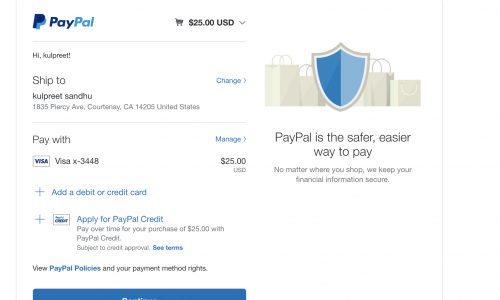 PayPal
$25.00 USD
Hi, kulpreet!
Ship to
Change
kulpreet sandhu
1835 Piercy Ave, Courtenay, CA 14205 United States
Pay with
Manage
VISA Visa x-3448 $25.00
USD
Add a debit or credit card
Apply for PayPal Credit
Pay over time for your purchase of $25.00 with
PayPal Credit.
Subject to credit approval. See terms
View PayPal Policies and your payment method rights.
Continue
PayPal is the safer, easier
way to pay
No matter where you shop, we keep your
financial information secure.